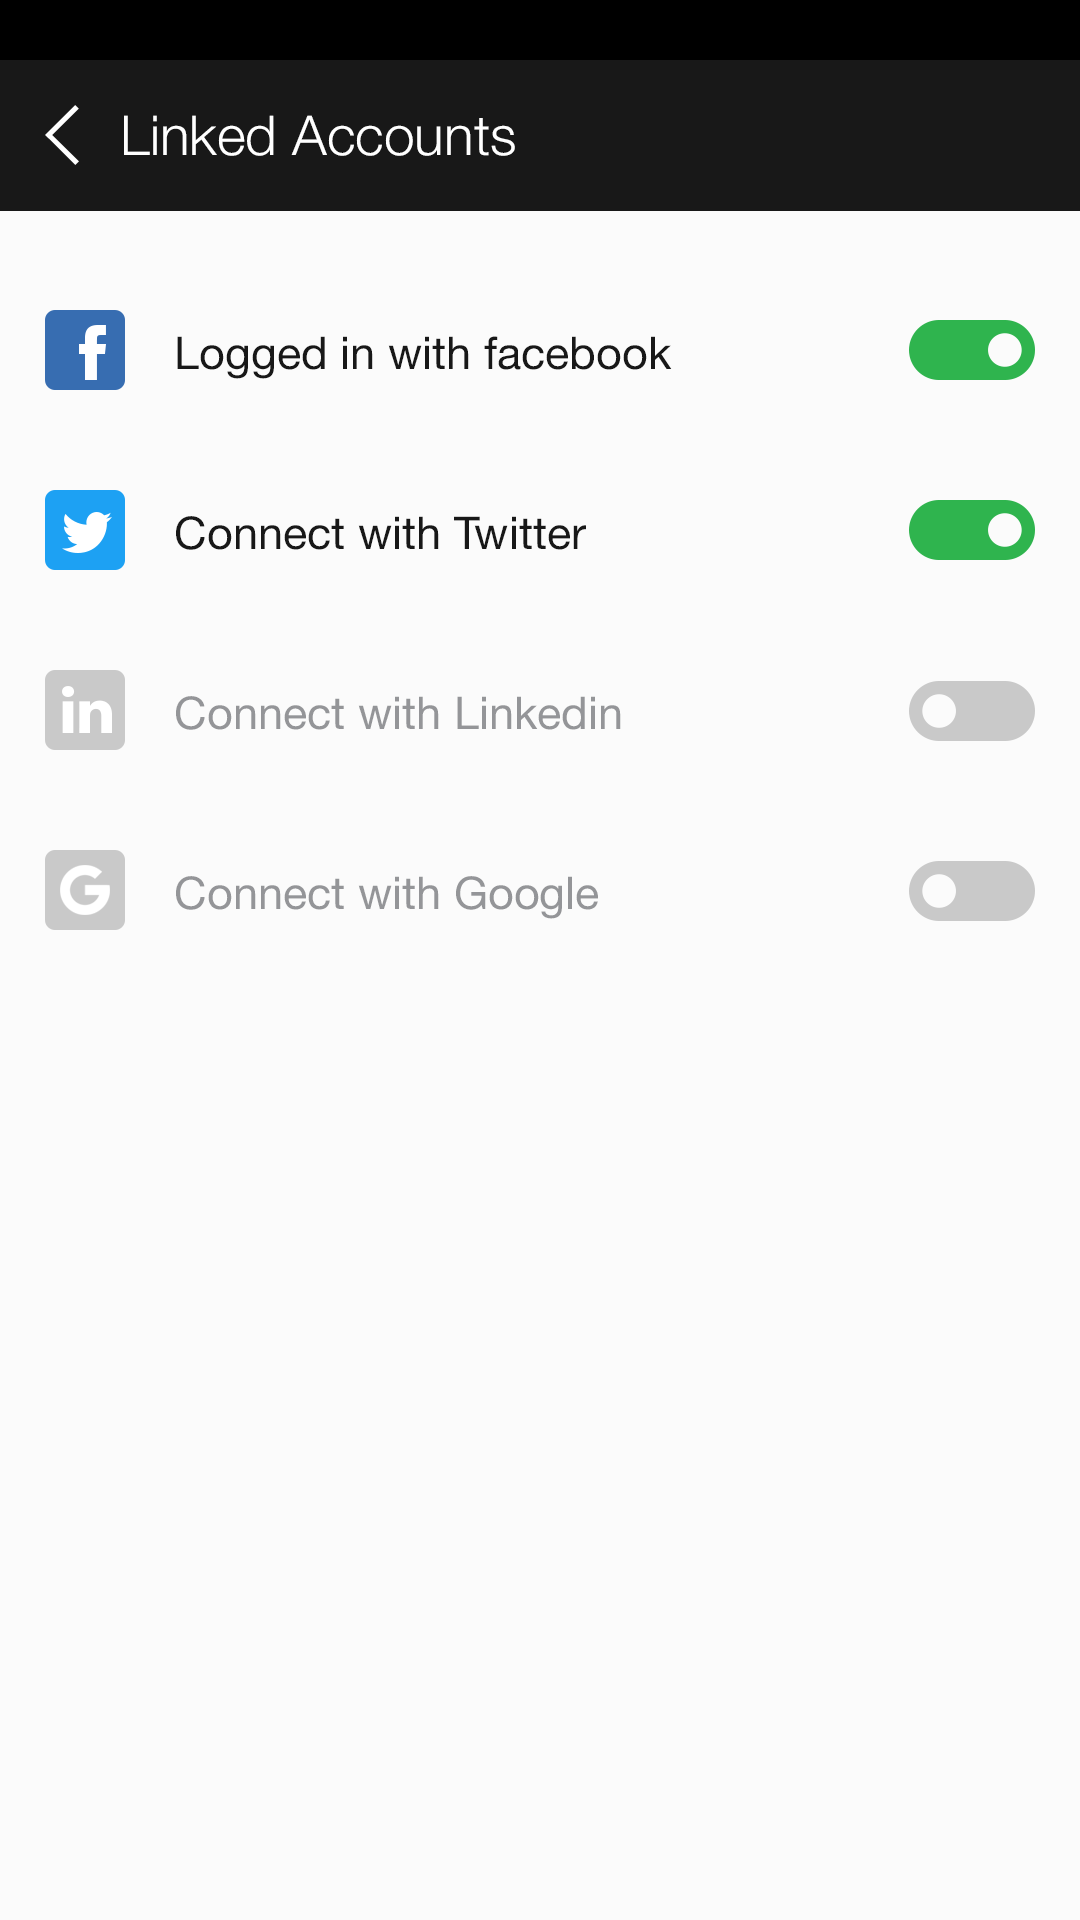 Linked Accounts
f Logged in with facebook
Connect with Twitter
in Connect with Linkedin
G Connect with Google